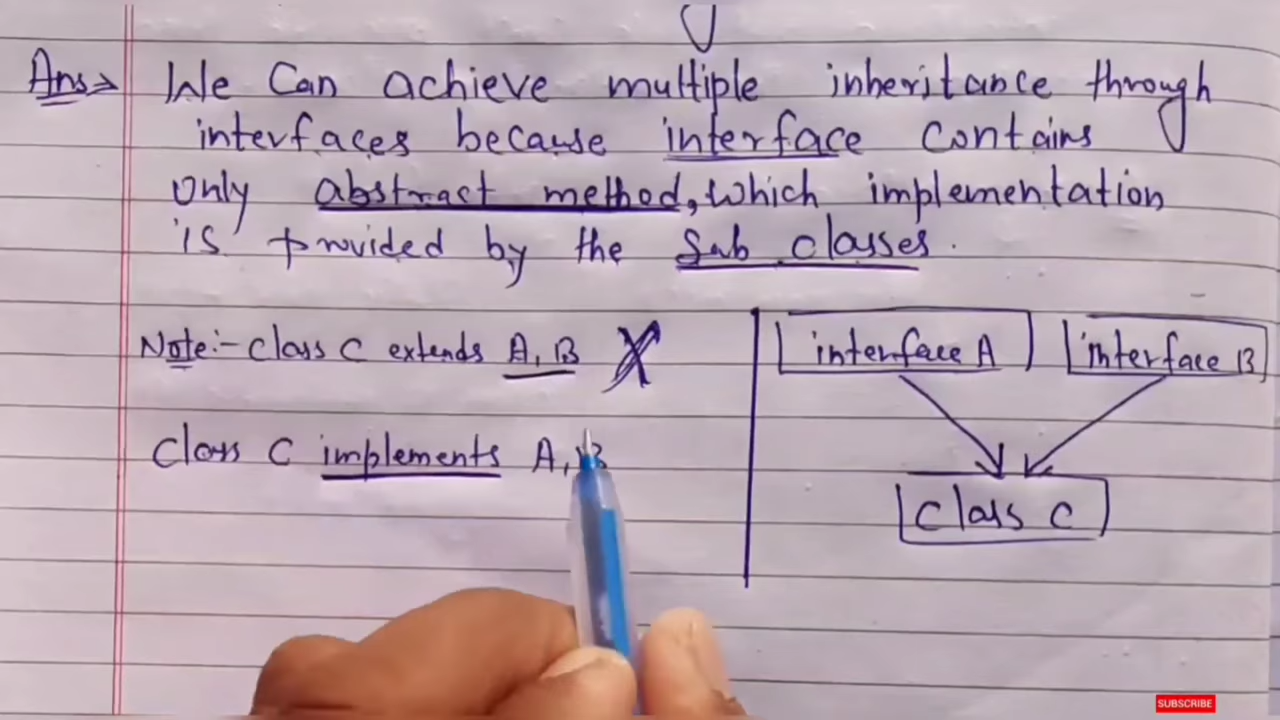 Ans→ We Can achieve multiple inheritance through
interfaces because interface contains
only abstract method, which implementation
is provided by the Sub classes.
Note:- Class C extends A, B X
Class C implements A, B
interface A
interface B
Class C
SUBSCRIBE